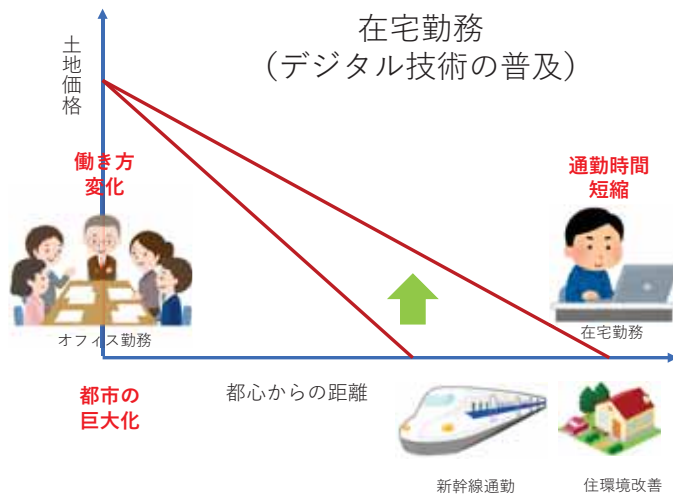 在宅勤務
（デジタル技術の普及）
土地価格
働き方
変化
通勤時間
短縮
オフィス勤務
在宅勤務
都市の
巨大化
都心からの距離
新幹線通勤
住環境改善